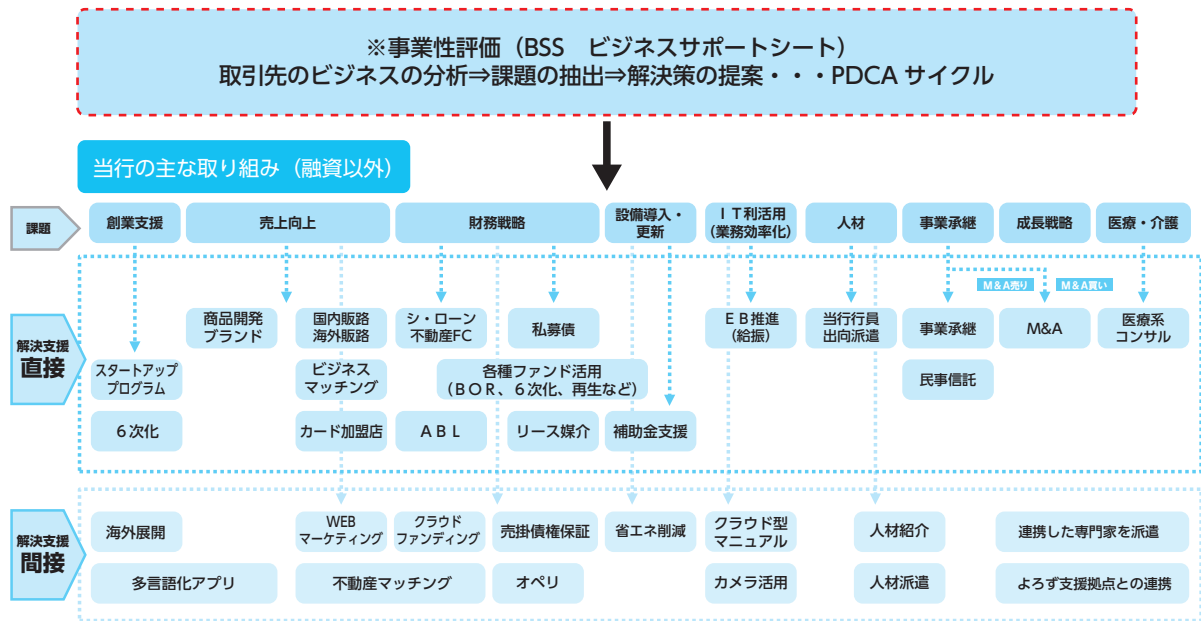 ※事業性評価（BSS　ビジネスサポートシート）
取引先のビジネスの分析⇒課題の抽出⇒解決策の提案・・・PDCA サイクル
当行の主な取り組み（融資以外）
課題
創業支援
売上向上
財務戦略
設備導入・
更新
ＩＴ利活用
（業務効率化）
人材
事業承継
成長戦略
医療・介護
M&A売り
M&A買い
解決支援
直接
商品開発
ブランド
国内販路
海外販路
シ・ローン
不動産FC
私募債
ＥＢ推進
（給振）
当行行員
出向派遣
事業承継
M&A
医療系
コンサル
スタートアップ
プログラム
ビジネス
マッチング
各種ファンド活用
（ＢＯＲ、６次化、再生など）
民事信託
６次化
カード加盟店
ＡＢＬ
リース媒介
補助金支援
解決支援
間接
海外展開
WEB
マーケティング
クラウド
ファンディング
売掛債権保証
省エネ削減
クラウド型
マニュアル
人材紹介
連携した専門家を派遣
多言語化アプリ
不動産マッチング
オペリ
カメラ活用
人材派遣
よろず支援拠点との連携